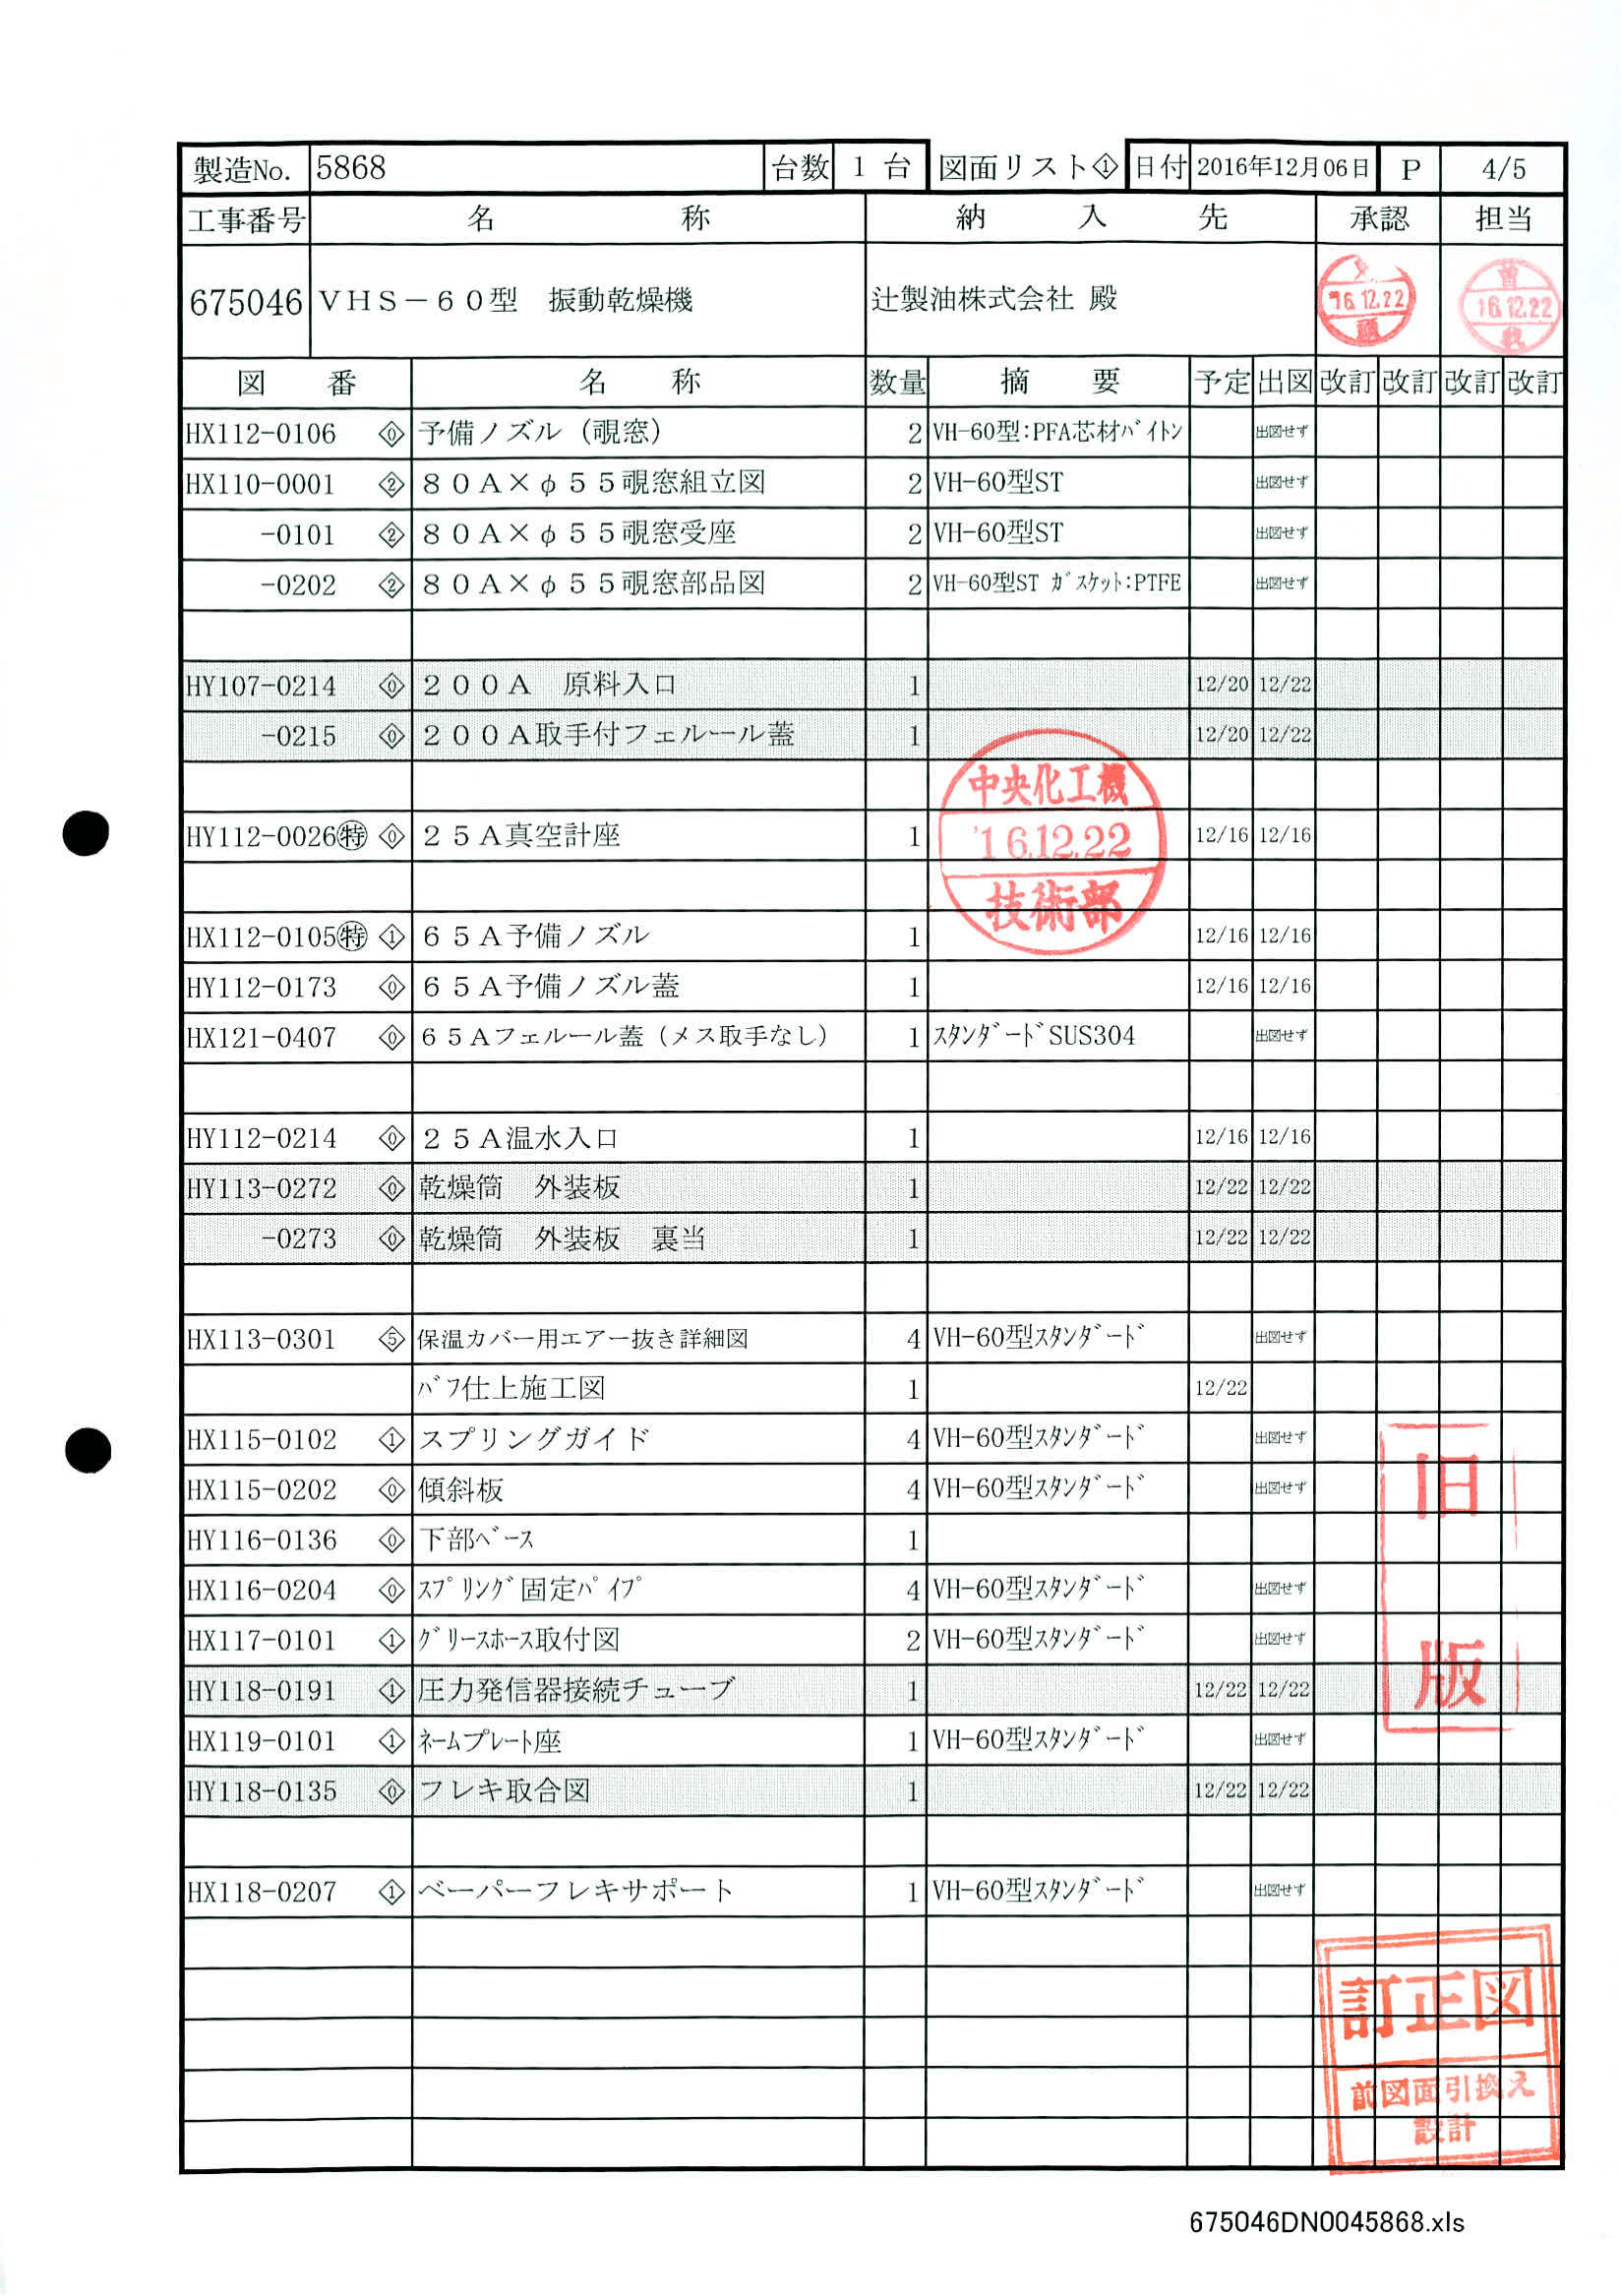 製造No. 5868 台数 1 台 図面リスト◇1 日付 2016年12月06日 P 4/5
工事番号 名 称 納 入 先 承認 担当
675046 VHS－60型 振動乾燥機 辻製油株式会社 殿
'16.12.22
16.12.22
図 番 名 称 数量 摘 要 予定 出図 改訂 改訂 改訂 改訂
HX112-0106 ◇0 予備ノズル（覗窓） 2 VH-60型:PFA芯材ﾊﾞｲﾄﾝ 出図せず
HX110-0001 ◇2 80A×φ55覗窓組立図 2 VH-60型ST 出図せず
-0101 ◇2 80A×φ55覗窓受座 2 VH-60型ST 出図せず
-0202 ◇2 80A×φ55覗窓部品図 2 VH-60型ST ｶﾞｽｹｯﾄ:PTFE 出図せず
HY107-0214 ◇0 200A 原料入口 1 12/20 12/22
-0215 ◇0 200A取手付フェルール蓋 1 12/20 12/22
中央化工機
'16.12.22
技術部
HY112-0026㊕ ◇0 25A真空計座 1 12/16 12/16
HX112-0105㊕ ◇1 65A予備ノズル 1 12/16 12/16
HY112-0173 ◇0 65A予備ノズル蓋 1 12/16 12/16
HX121-0407 ◇0 65Aフェルール蓋（メス取手なし） 1 ｽﾀﾝﾀﾞｰﾄﾞSUS304 出図せず
HY112-0214 ◇0 25A温水入口 1 12/16 12/16
HY113-0272 ◇0 乾燥筒 外装板 1 12/22 12/22
-0273 ◇0 乾燥筒 外装板 裏当 1 12/22 12/22
HX113-0301 ◇5 保温カバー用エアー抜き詳細図 4 VH-60型ｽﾀﾝﾀﾞｰﾄﾞ 出図せず
ﾊﾞﾌ仕上施工図 1 12/22
HX115-0102 ◇1 スプリングガイド 4 VH-60型ｽﾀﾝﾀﾞｰﾄﾞ 出図せず
HX115-0202 ◇0 傾斜板 4 VH-60型ｽﾀﾝﾀﾞｰﾄﾞ 出図せず
HY116-0136 ◇0 下部ﾍﾞｰｽ 1
HX116-0204 ◇0 ｽﾌﾟﾘﾝｸﾞ固定ﾊﾟｲﾌﾟ 4 VH-60型ｽﾀﾝﾀﾞｰﾄﾞ 出図せず
HX117-0101 ◇1 ｸﾞﾘｰｽﾎｰｽ取付図 2 VH-60型ｽﾀﾝﾀﾞｰﾄﾞ 出図せず
HY118-0191 ◇1 圧力発信器接続チューブ 1 12/22 12/22
HX119-0101 ◇1 ﾈｰﾑﾌﾟﾚｰﾄ座 1 VH-60型ｽﾀﾝﾀﾞｰﾄﾞ 出図せず
HY118-0135 ◇0 フレキ取合図 1 12/22 12/22
旧版
HX118-0207 ◇1 ベーパーフレキサポート 1 VH-60型ｽﾀﾝﾀﾞｰﾄﾞ 出図せず
訂正図
前図面引換え
設計
675046DN0045868.xls